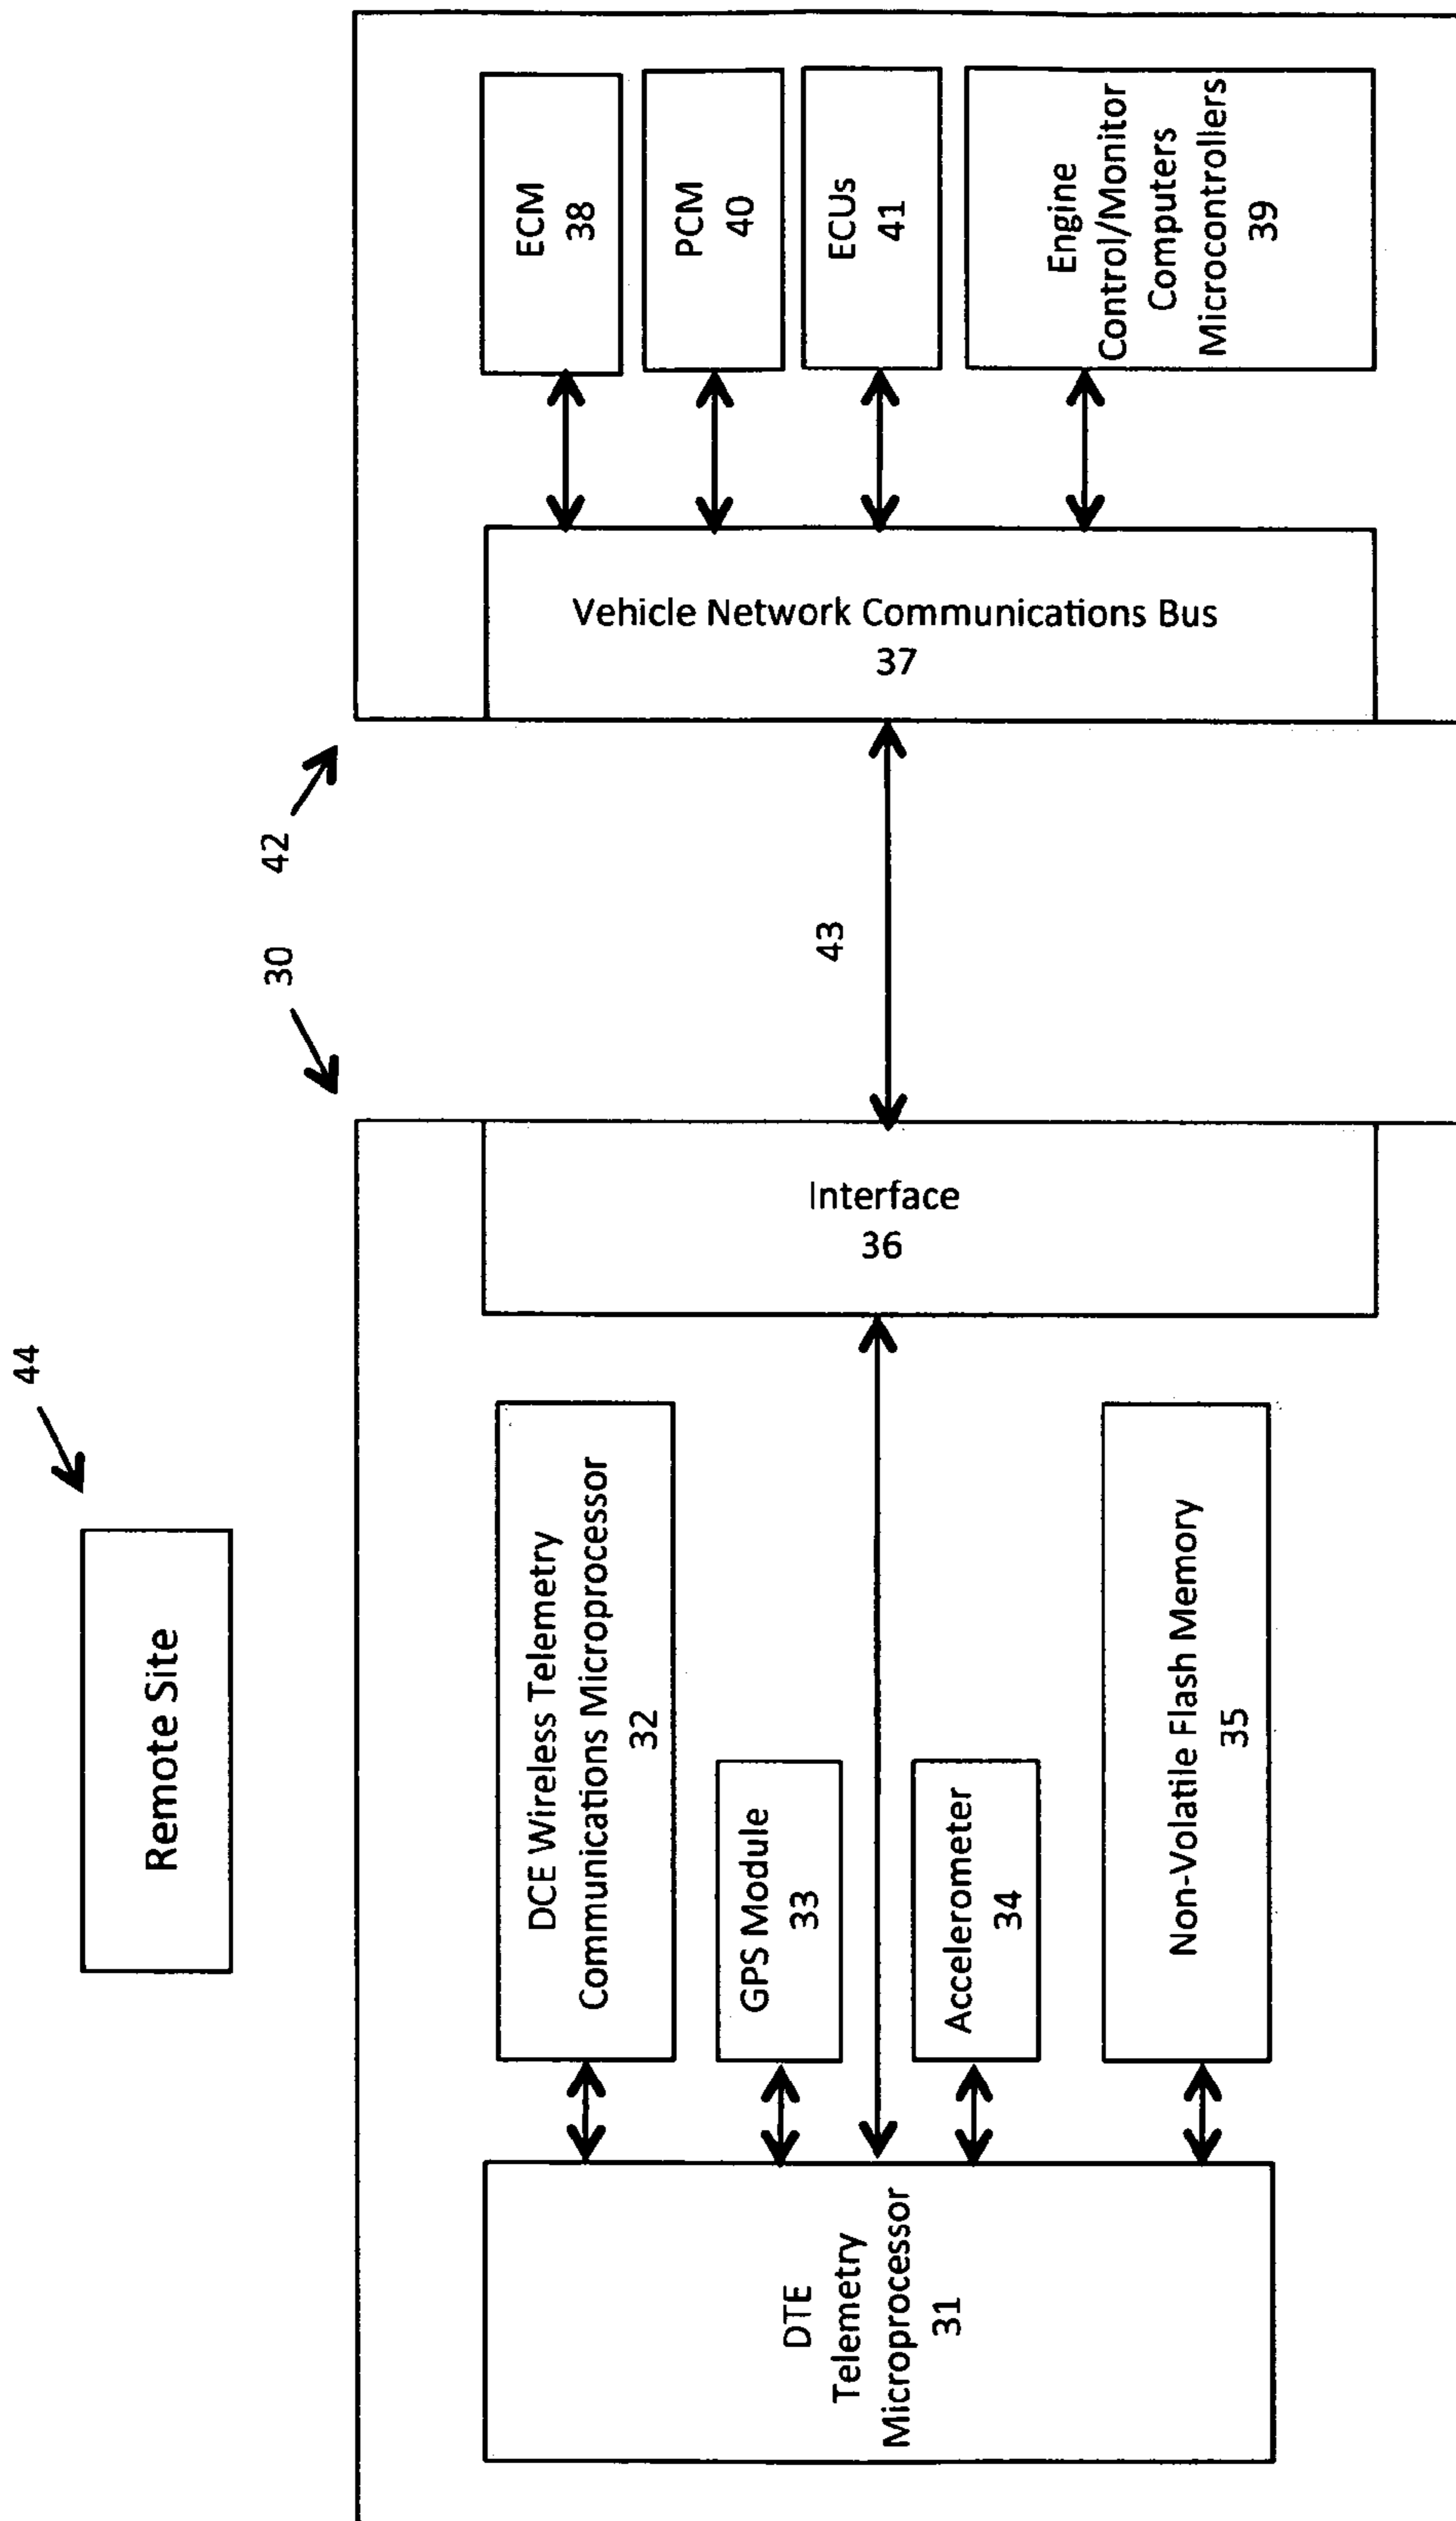 44
Remote Site
30
42
DTE
Telemetry
Microprocessor
31
DCE Wireless Telemetry
Communications Microprocessor
32
GPS Module
33
Accelerometer
34
Non-Volatile Flash Memory
35
Interface
36
43
Vehicle Network Communications Bus
37
ECM
38
PCM
40
ECUs
41
Engine
Control/Monitor
Computers
Microcontrollers
39